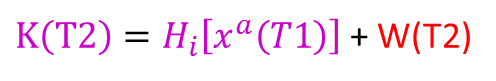 K(T2) = Hᵢ[xᵃ(T1)] + W(T2)